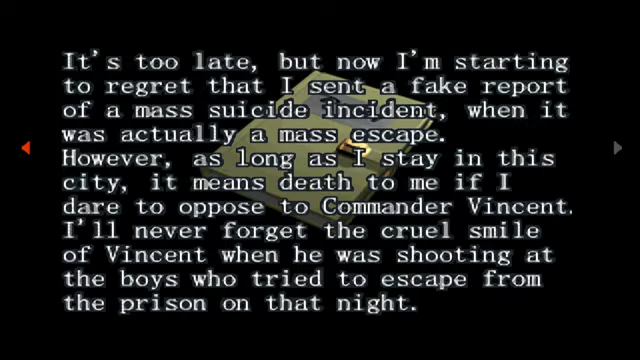 It's too late, but now I'm starting
to regret that I sent a fake report
of a mass suicide incident, when it
was actually a mass escape.
However, as long as I stay in this
city, it means death to me if I
dare to oppose to Commander Vincent.
I'll never forget the cruel smile
of Vincent when he was shooting at
the boys who tried to escape from
the prison on that night.